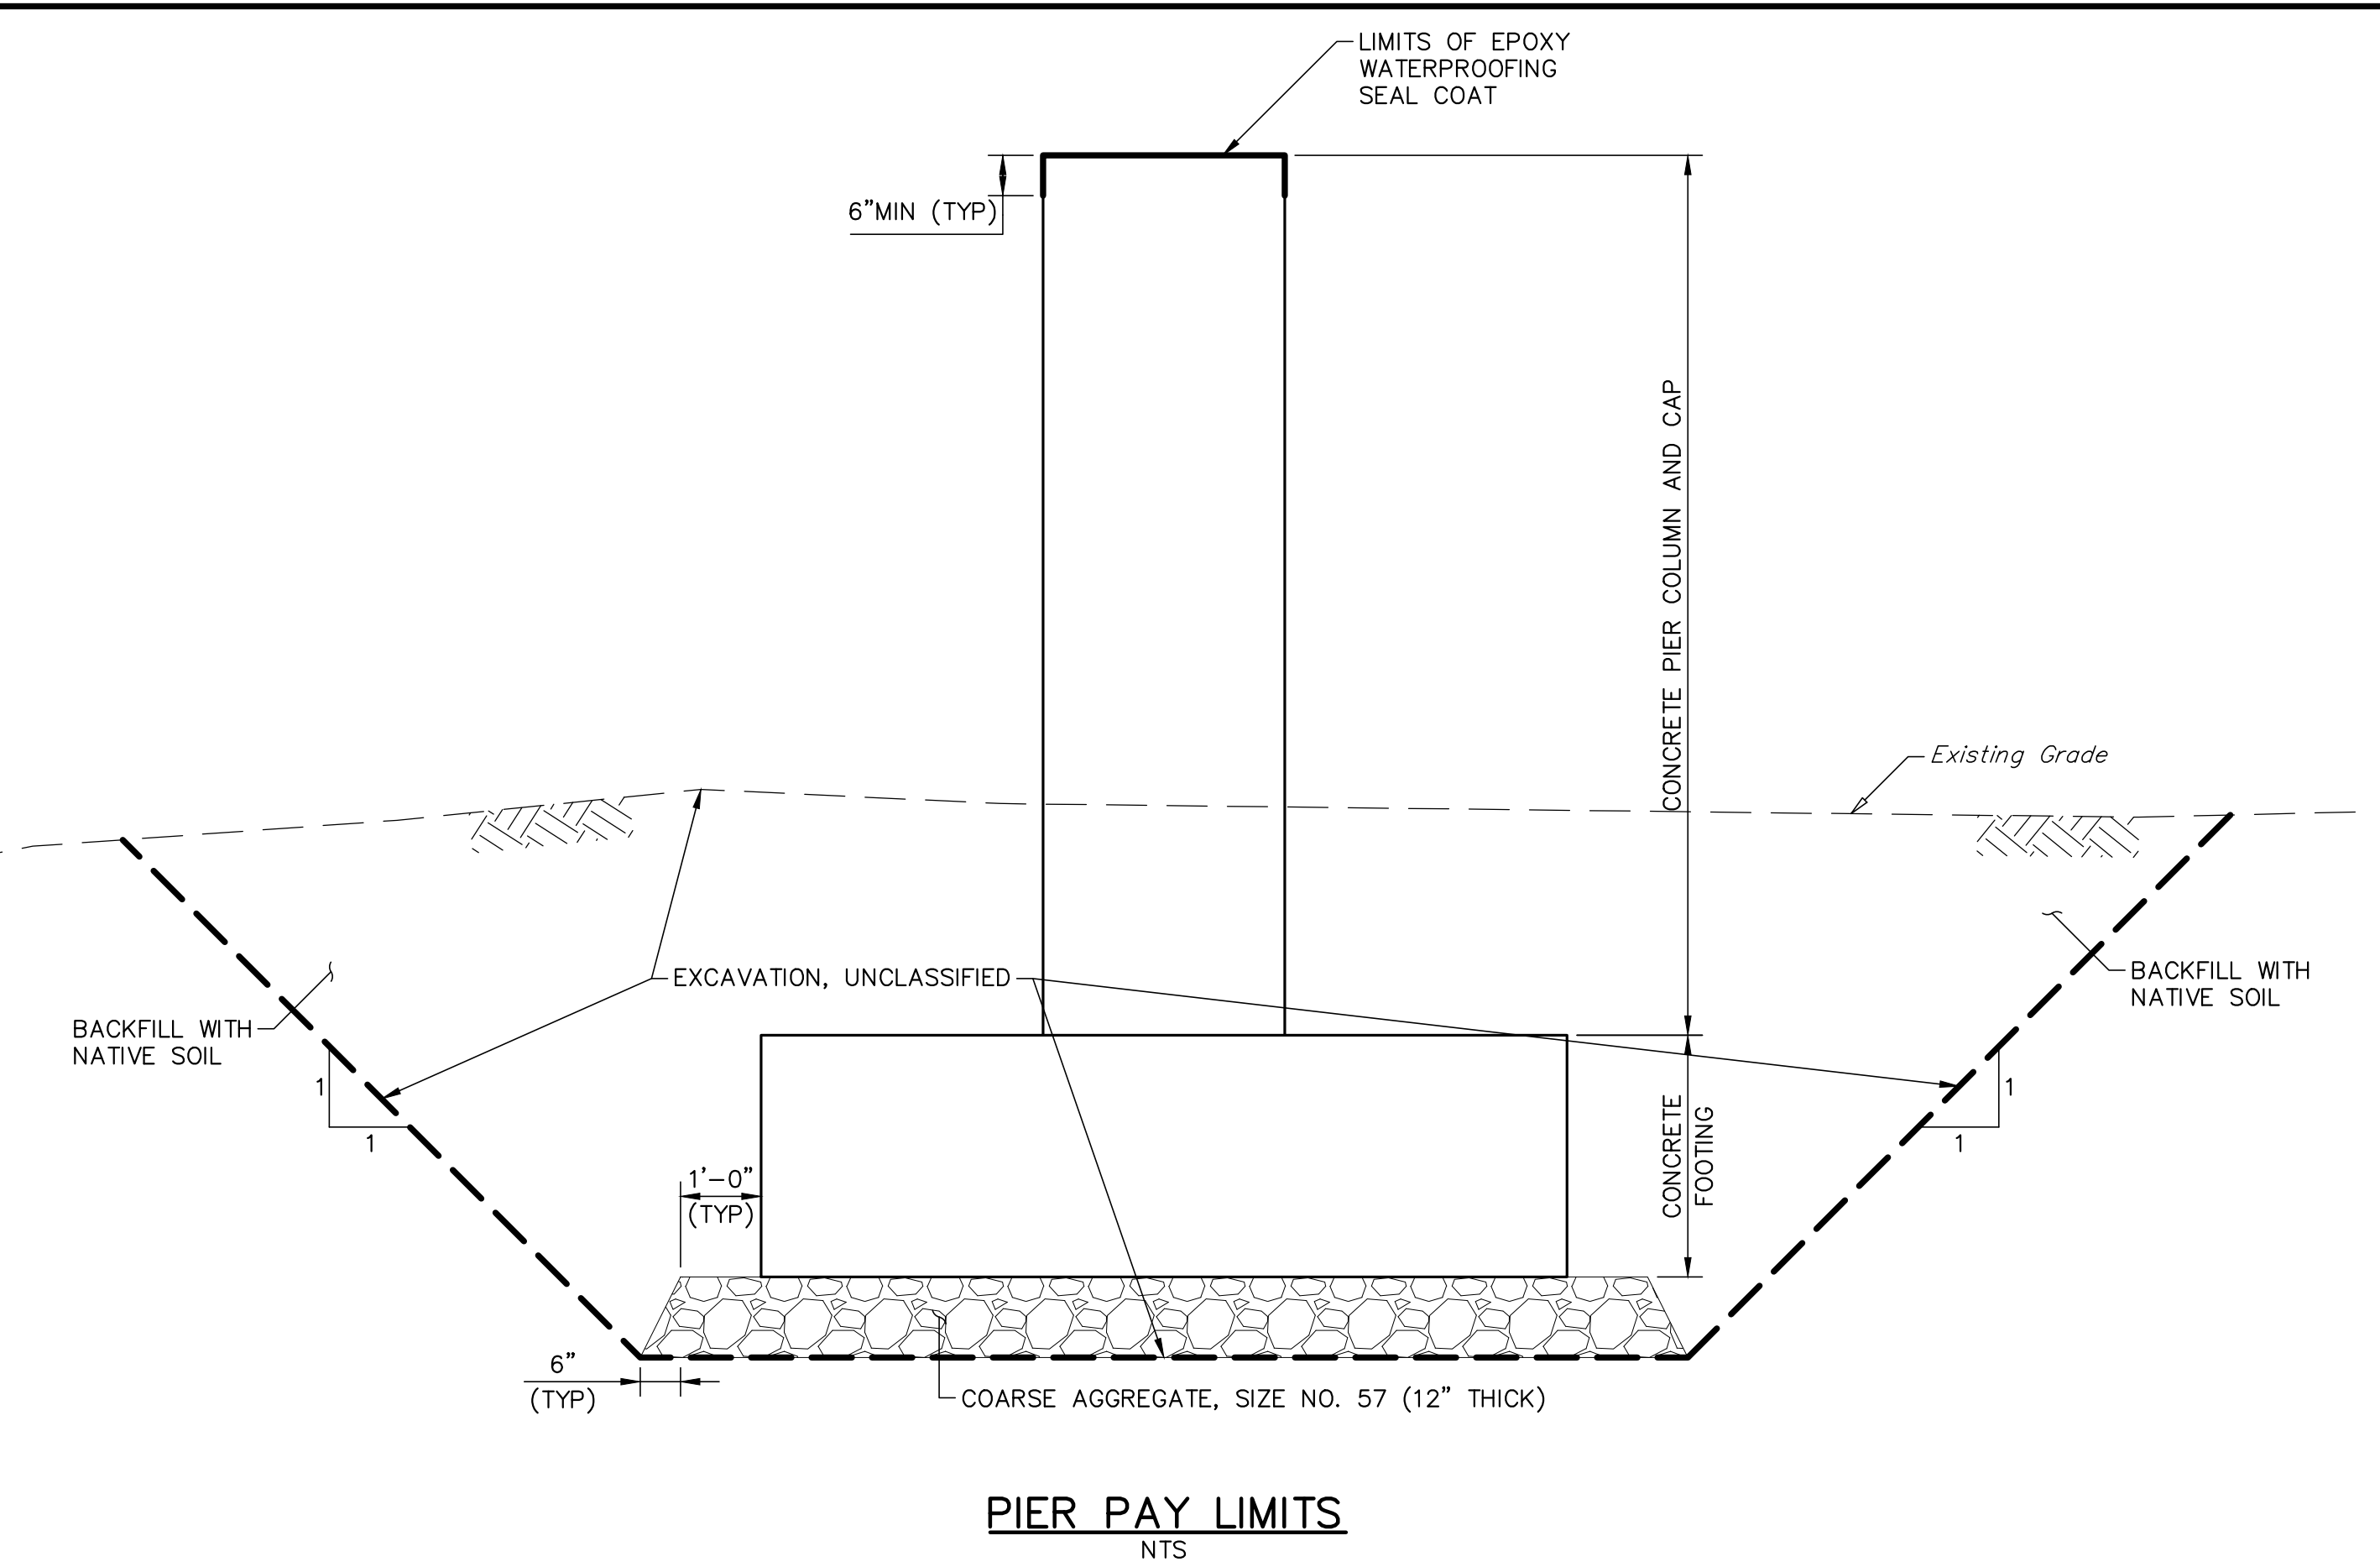 LIMITS OF EPOXY
WATERPROOFING
SEAL COAT
6"MIN (TYP)
CONCRETE PIER COLUMN AND CAP
Existing Grade
EXCAVATION, UNCLASSIFIED
BACKFILL WITH
NATIVE SOIL
BACKFILL WITH
NATIVE SOIL
1
1
1
1
CONCRETE
FOOTING
1'-0"
(TYP)
6"
(TYP)
COARSE AGGREGATE, SIZE NO. 57 (12" THICK)
PIER PAY LIMITS
NTS